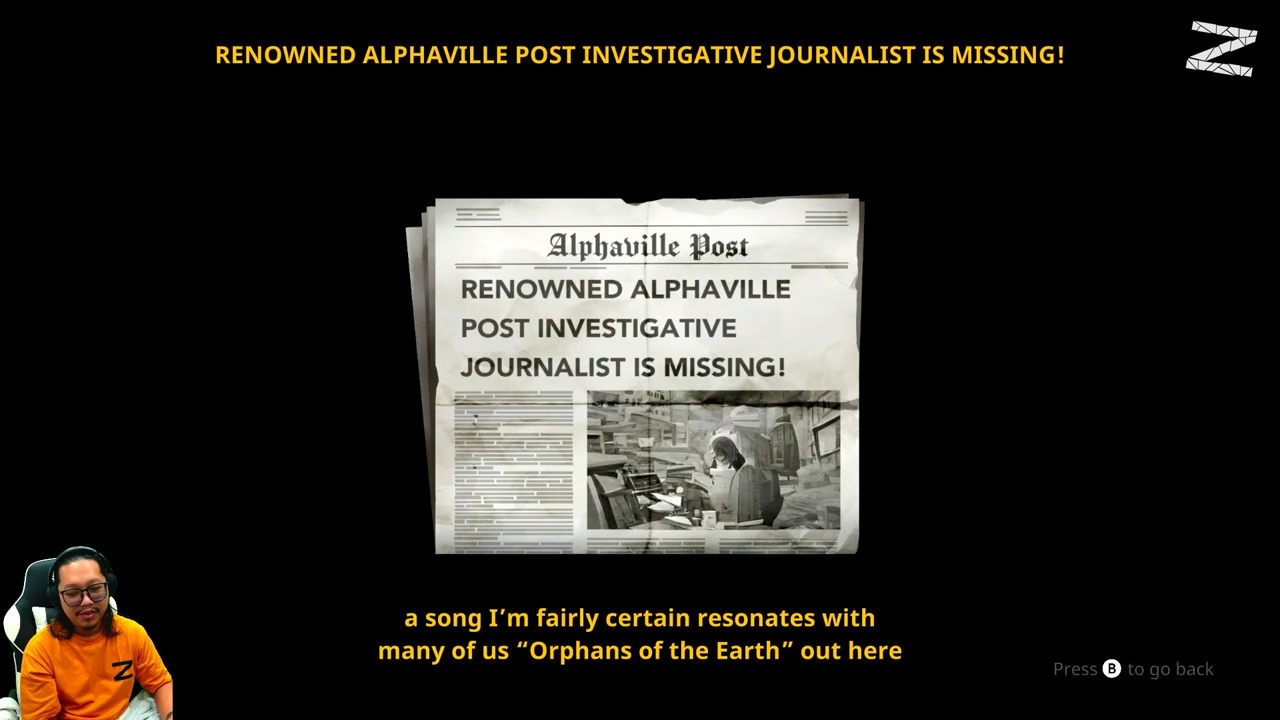 RENOWNED ALPHAVILLE POST INVESTIGATIVE JOURNALIST IS MISSING!
Z
Alphaville Post
RENOWNED ALPHAVILLE
POST INVESTIGATIVE
JOURNALIST IS MISSING!
a song I’m fairly certain resonates with
many of us “Orphans of the Earth” out here
Press B to go back
Z